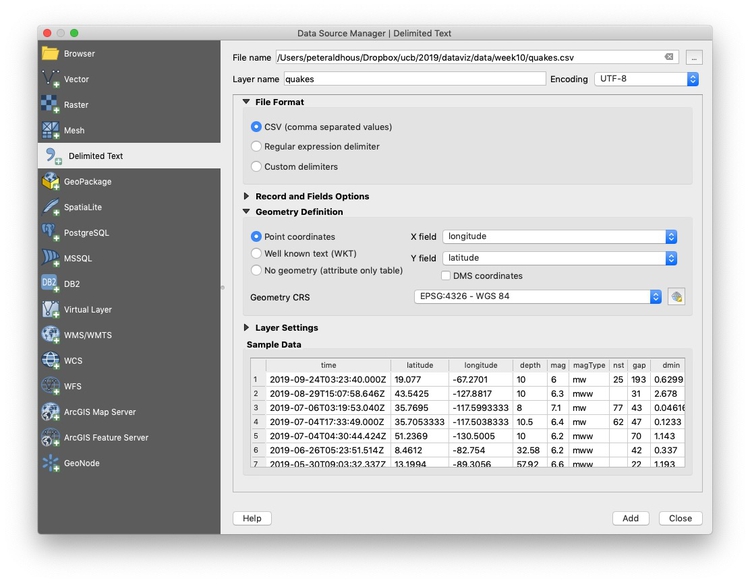 Data Source Manager | Delimited Text
Browser
Vector
Raster
Mesh
Delimited Text
GeoPackage
SpatiaLite
PostgreSQL
MSSQL
DB2
DB2
Virtual Layer
WMS/WMTS
WCS
WFS
ArcGIS Map Server
ArcGIS Feature Server
GeoNode
File name /Users/peteraldhous/Dropbox/ucb/2019/dataviz/data/week10/quakes.csv ...
Layer name quakes Encoding UTF-8
File Format
CSV (comma separated values)
Regular expression delimiter
Custom delimiters
Record and Fields Options
Geometry Definition
Point coordinates X field longitude
Well known text (WKT) Y field latitude
No geometry (attribute only table) DMS coordinates
Geometry CRS EPSG:4326 - WGS 84
Layer Settings
Sample Data
time latitude longitude depth mag magType nst gap dmin
1 2019-09-24T03:23:40.000Z 19.077 -67.2701 10 6 mw 25 193 0.6299
2 2019-08-29T15:07:58.646Z 43.5425 -127.8817 10 6.3 mww 31 2.678
3 2019-07-06T03:19:53.040Z 35.7695 -117.5993333 8 7.1 mw 77 43 0.04616
4 2019-07-04T17:33:49.000Z 35.7053333 -117.5038333 10.5 6.4 mw 62 47 0.1233
5 2019-07-04T04:30:44.424Z 51.2369 -130.5005 10 6.2 mww 70 1.143
6 2019-06-26T05:23:51.514Z 8.4612 -82.754 32.58 6.2 mww 42 0.337
7 2019-05-30T09:03:32.337Z 13.1994 -89.3056 57.92 6.6 mww 22 1.193
Help Add Close